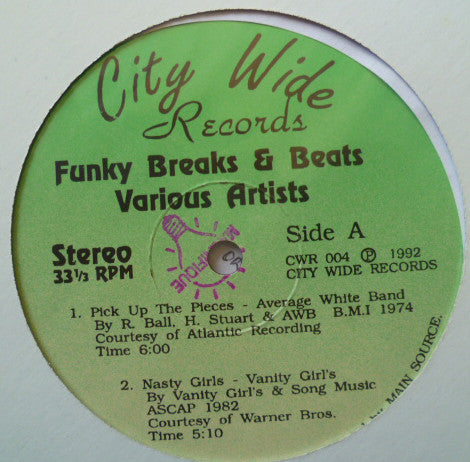 City Wide
Records
Funky Breaks & Beats
Various Artists
Stereo
33⅓ RPM
Side A
CWR 004 ℗ 1992
CITY WIDE RECORDS
1. Pick Up The Pieces - Average White Band
By R. Ball, H. Stuart & AWB B.M.I 1974
Courtesy of Atlantic Recording
Time 6:00
2. Nasty Girls - Vanity Girl's
By Vanity Girl's & Song Music
ASCAP 1982
Courtesy of Warner Bros.
Time 5:10
by MAIN SOURCE.